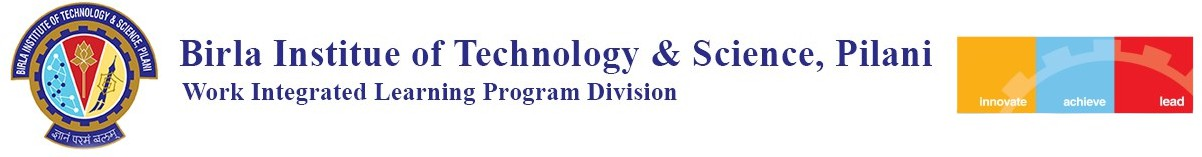 BIRLA INSTITUTE OF TECHNOLOGY & SCIENCE, PILANI
ज्ञानं परमं बलम्
Birla Institue of Technology & Science, Pilani
Work Integrated Learning Program Division
innovate achieve lead